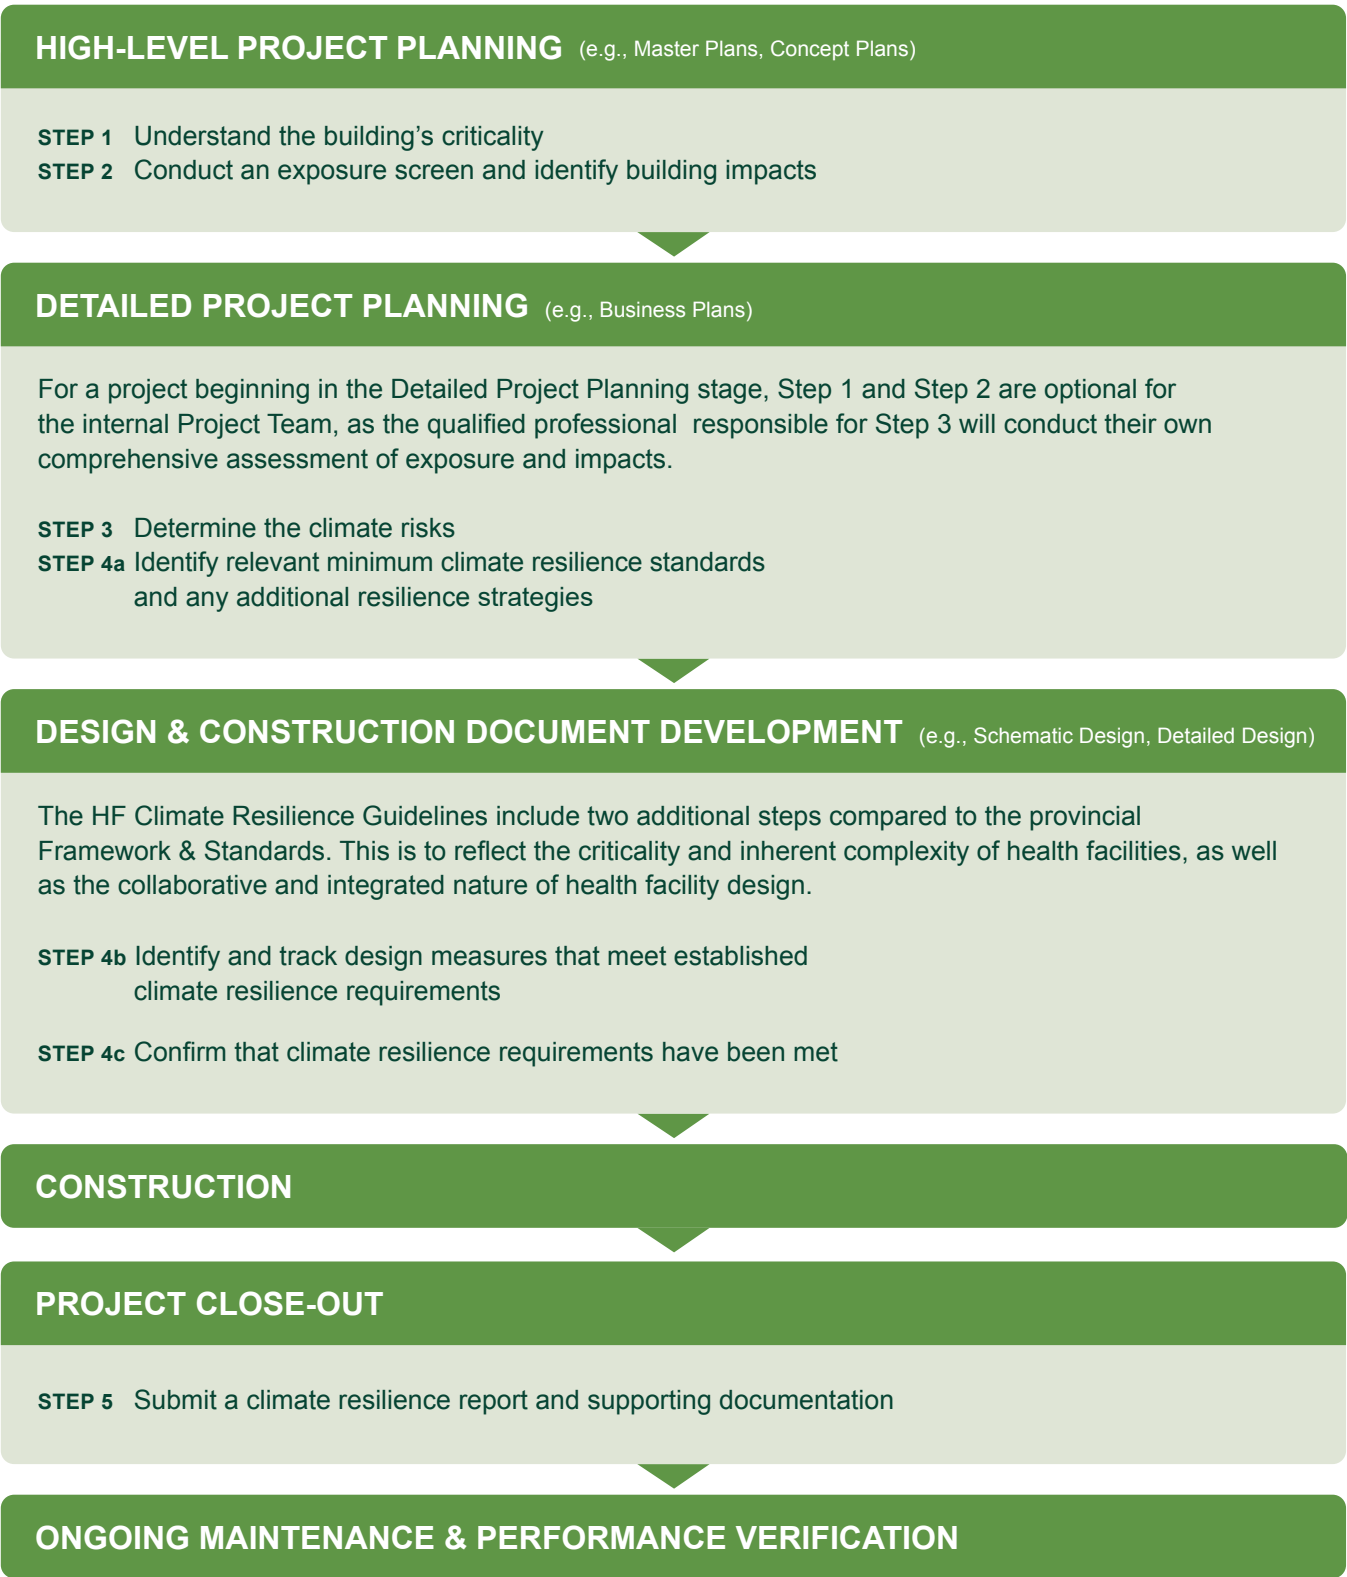 HIGH-LEVEL PROJECT PLANNING (e.g., Master Plans, Concept Plans)
STEP 1 Understand the building’s criticality
STEP 2 Conduct an exposure screen and identify building impacts
DETAILED PROJECT PLANNING (e.g., Business Plans)
For a project beginning in the Detailed Project Planning stage, Step 1 and Step 2 are optional for
the internal Project Team, as the qualified professional responsible for Step 3 will conduct their own
comprehensive assessment of exposure and impacts.
STEP 3 Determine the climate risks
STEP 4a Identify relevant minimum climate resilience standards
and any additional resilience strategies
DESIGN & CONSTRUCTION DOCUMENT DEVELOPMENT (e.g., Schematic Design, Detailed Design)
The HF Climate Resilience Guidelines include two additional steps compared to the provincial
Framework & Standards. This is to reflect the criticality and inherent complexity of health facilities, as well
as the collaborative and integrated nature of health facility design.
STEP 4b Identify and track design measures that meet established
climate resilience requirements
STEP 4c Confirm that climate resilience requirements have been met
CONSTRUCTION
PROJECT CLOSE-OUT
STEP 5 Submit a climate resilience report and supporting documentation
ONGOING MAINTENANCE & PERFORMANCE VERIFICATION